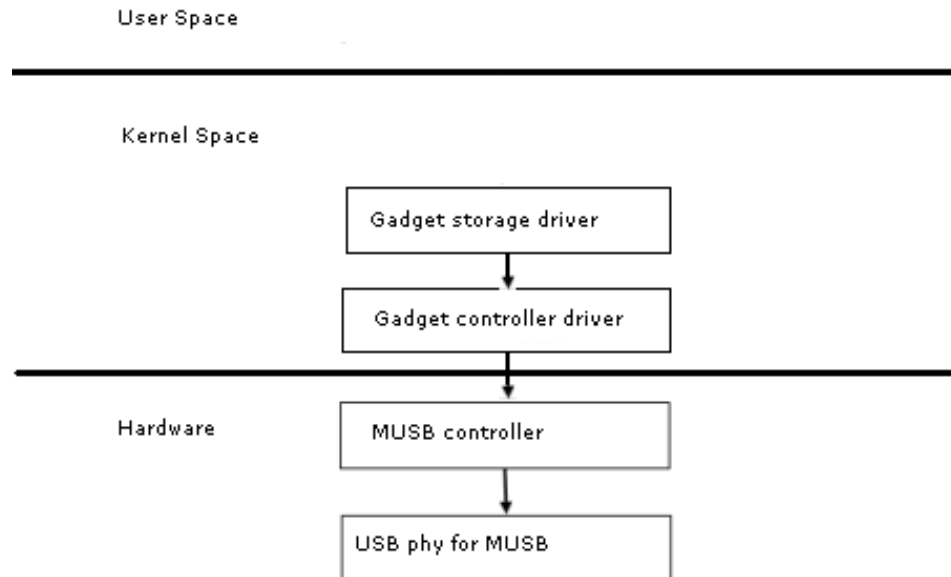 User Space
Kernel Space
Gadget storage driver
Gadget controller driver
Hardware
MUSB controller
USB phy for MUSB